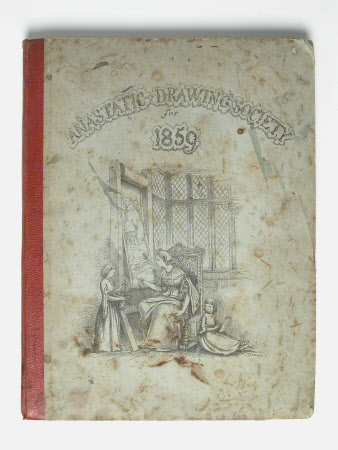 ANASTATIC DRAWING SOCIETY
for
1859